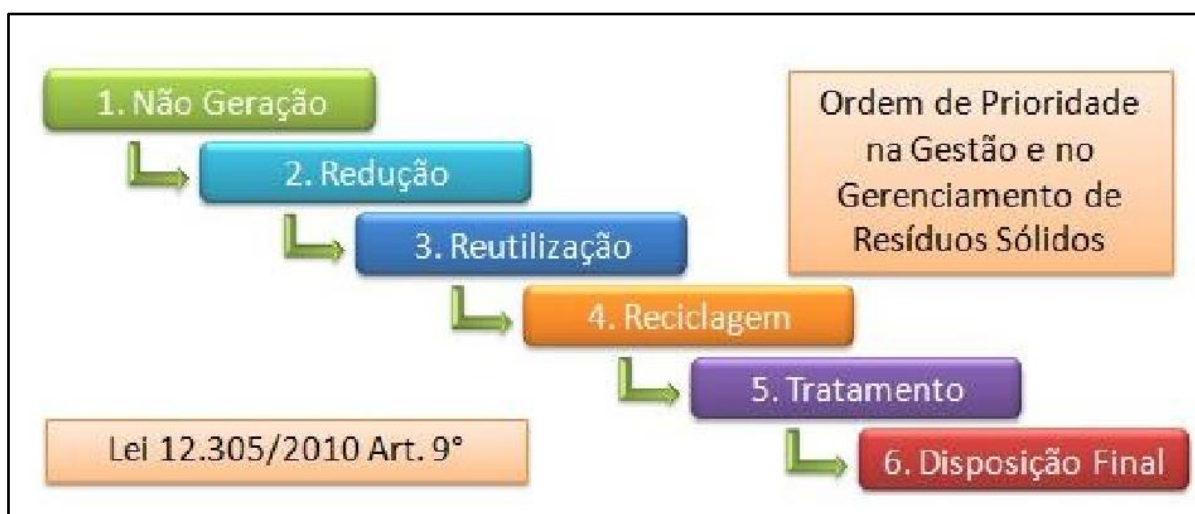 1. Não Geração
2. Redução
3. Reutilização
4. Reciclagem
5. Tratamento
6. Disposição Final
Ordem de Prioridade
na Gestão e no
Gerenciamento de
Resíduos Sólidos
Lei 12.305/2010 Art. 9°